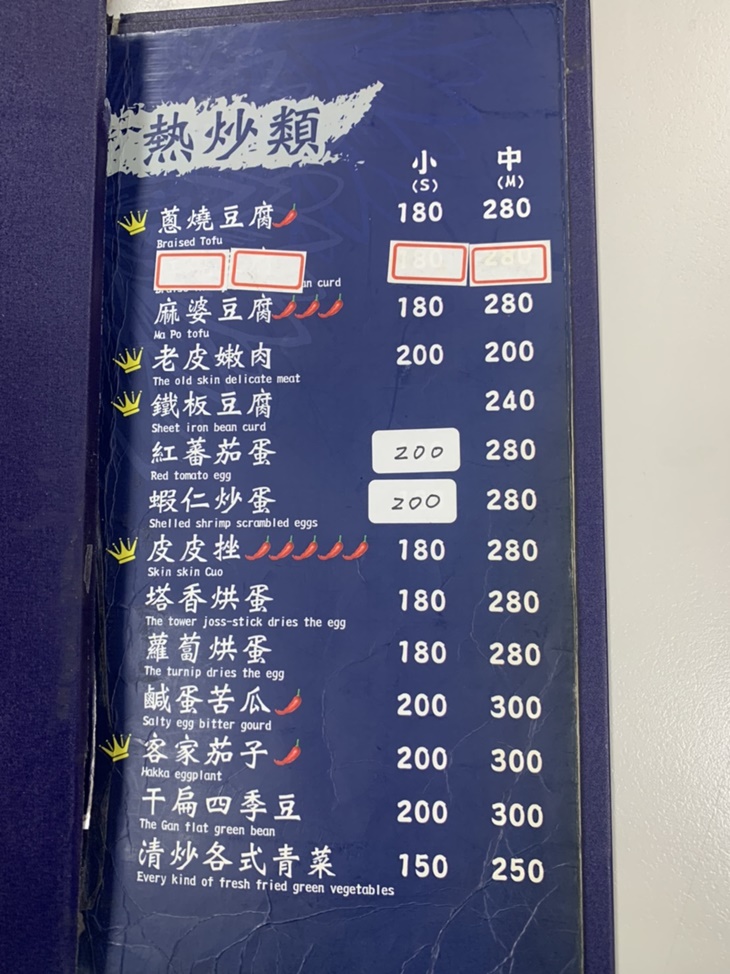 熱炒類
小 中
(S) (M)
蔥燒豆腐 180 280
Braised Tofu
180 280
an curd
麻婆豆腐 180 280
Ma Po tofu
老皮嫩肉 200 200
The old skin delicate meat
鐵板豆腐 240
Sheet iron bean curd
紅蕃茄蛋 200 280
Red tomato egg
蝦仁炒蛋 200 280
Shelled shrimp scrambled eggs
皮皮挫 180 280
Skin skin Cuo
塔香烘蛋 180 280
The tower joss-stick dries the egg
蘿蔔烘蛋 180 280
The turnip dries the egg
鹹蛋苦瓜 200 300
Salty egg bitter gourd
客家茄子 200 300
Hakka eggplant
干扁四季豆 200 300
The Gan flat green bean
清炒各式青菜 150 250
Every kind of fresh fried green vegetables